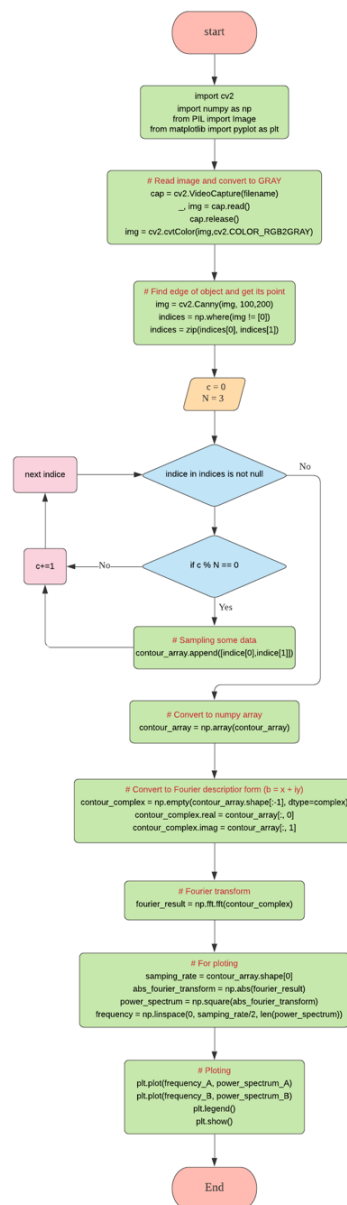 start
import cv2
import numpy as np
from PIL import Image
from matplotlib import pyplot as plt
# Read image and convert to GRAY
cap = cv2.VideoCapture(filename)
_, img = cap.read()
cap.release()
img = cv2.cvtColor(img,cv2.COLOR_RGB2GRAY)
# Find edge of object and get its point
img = cv2.Canny(img, 100,200)
indices = np.where(img != [0])
indices = zip(indices[0], indices[1])
c = 0
N = 3
next indice
indice in indices is not null
No
c+=1
No
if c % N == 0
Yes
# Sampling some data
contour_array.append([indice[0],indice[1]])
# Convert to numpy array
contour_array = np.array(contour_array)
# Convert to Fourier descriptior form (b = x + iy)
contour_complex = np.empty(contour_array.shape[:-1], dtype=complex)
contour_complex.real = contour_array[:, 0]
contour_complex.imag = contour_array[:, 1]
# Fourier transform
fourier_result = np.fft.fft(contour_complex)
# For ploting
samping_rate = contour_array.shape[0]
abs_fourier_transform = np.abs(fourier_result)
power_spectrum = np.square(abs_fourier_transform)
frequency = np.linspace(0, samping_rate/2, len(power_spectrum))
# Ploting
plt.plot(frequency_A, power_spectrum_A)
plt.plot(frequency_B, power_spectrum_B)
plt.legend()
plt.show()
End